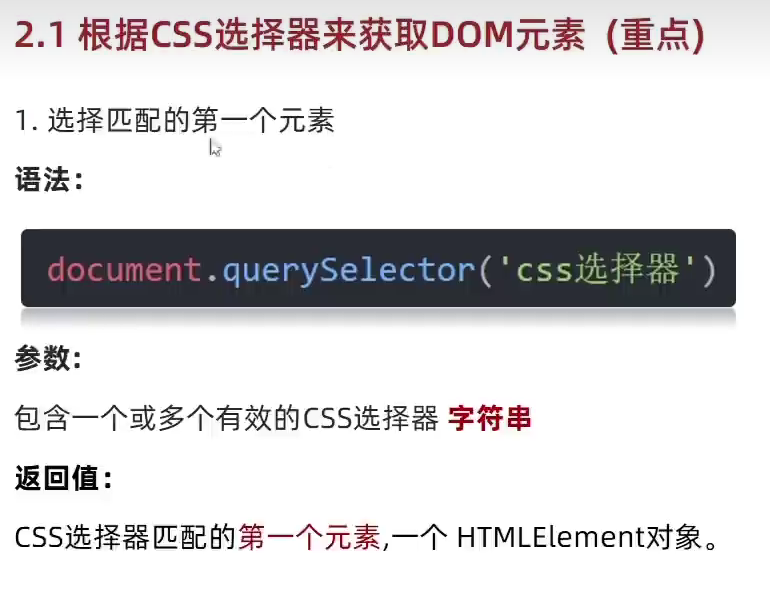 2.1 根据CSS选择器来获取DOM元素（重点）
1. 选择匹配的第一个元素
语法：
document.querySelector('css选择器')
参数:
包含一个或多个有效的CSS选择器 字符串
返回值：
CSS选择器匹配的第一个元素,一个 HTMLElement对象。